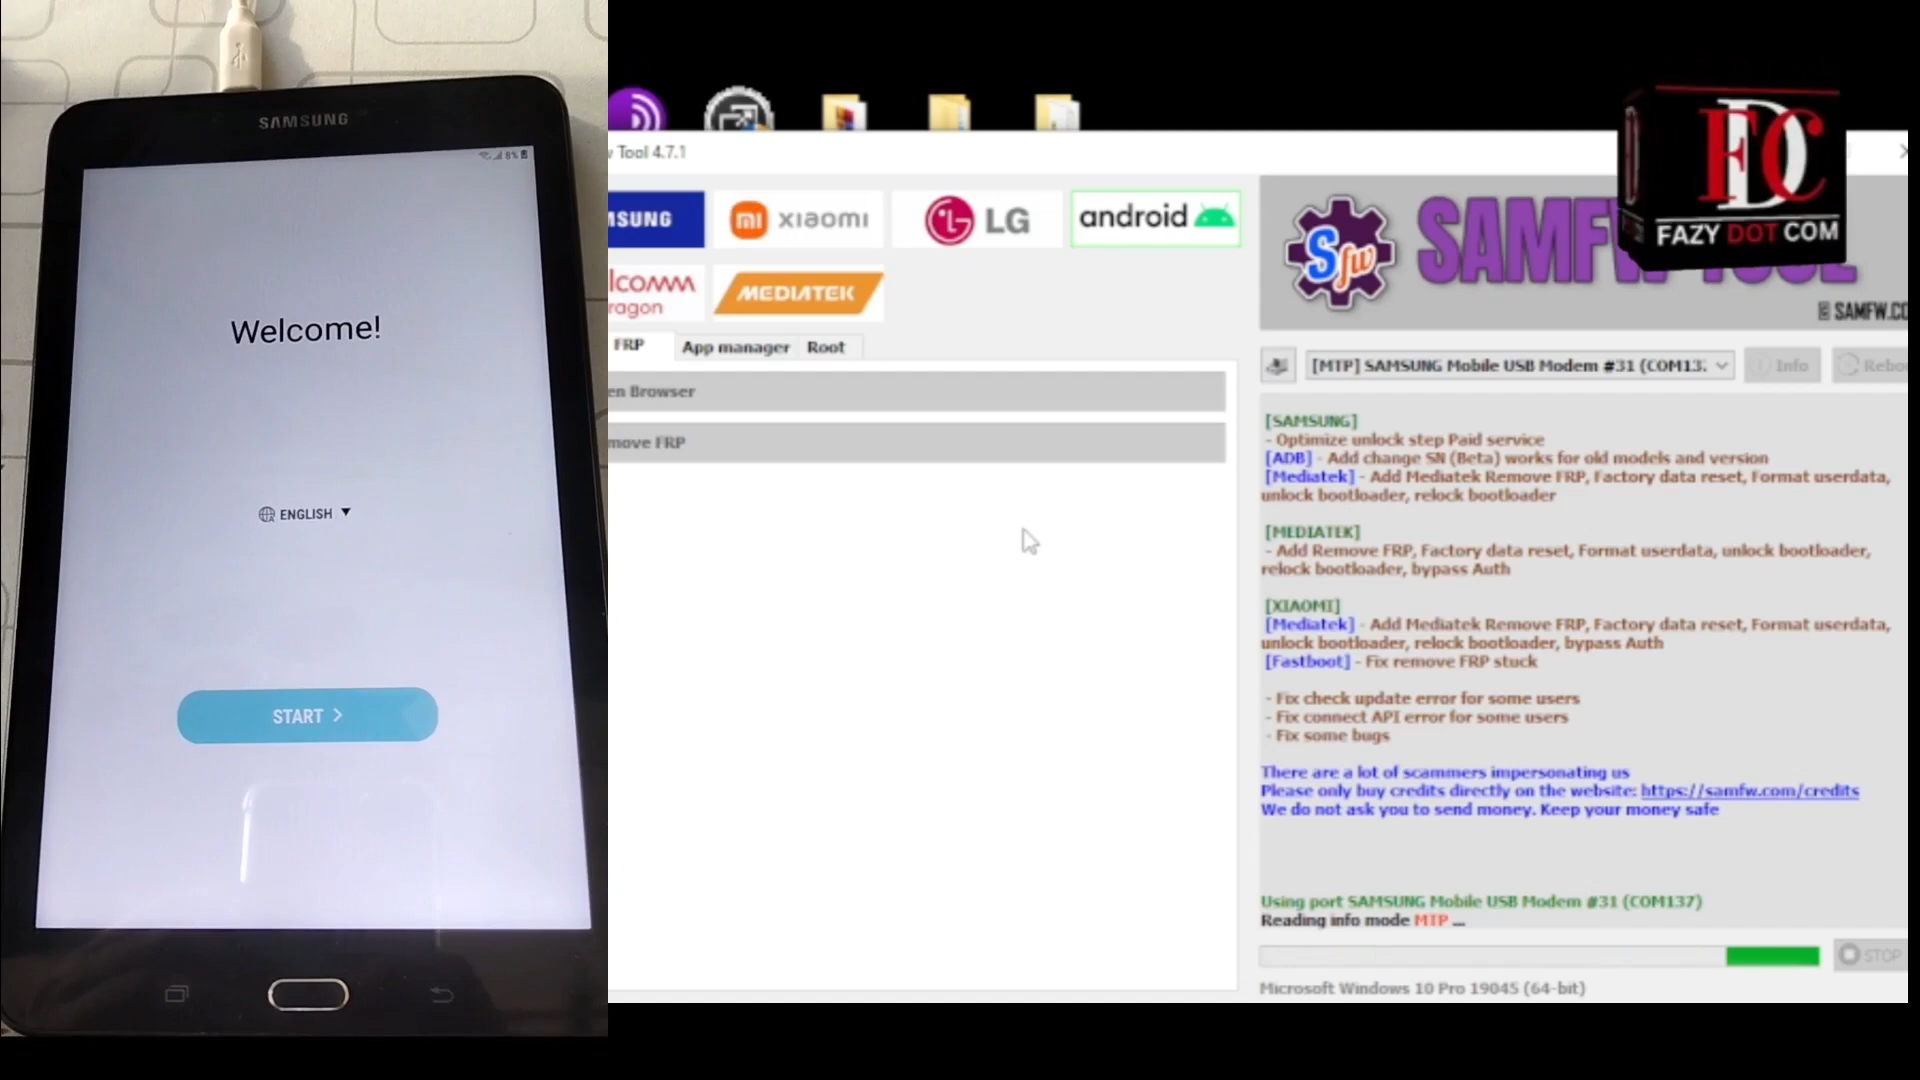 SAMSUNG
8%
Welcome!
ENGLISH
START >
Tool 4.7.1
MSUNG
xiaomi
LG
android
lcomm
ragon
MEDIATEK
FRP
App manager
Root
en Browser
move FRP
SAMFW
FDC
FAZY DOT COM
SAMFW.CO
[MTP] SAMSUNG Mobile USB Modem #31 (COM13
Info
Reboo
[SAMSUNG]
- Optimize unlock step Paid service
[ADB] - Add change SN (Beta) works for old models and version
[Mediatek] - Add Mediatek Remove FRP, Factory data reset, Format userdata,
unlock bootloader, relock bootloader
[MEDIATEK]
- Add Remove FRP, Factory data reset, Format userdata, unlock bootloader,
relock bootloader, bypass Auth
[XIAOMI]
[Mediatek] - Add Mediatek Remove FRP, Factory data reset, Format userdata,
unlock bootloader, relock bootloader, bypass Auth
[Fastboot] - Fix remove FRP stuck
- Fix check update error for some users
- Fix connect API error for some users
- Fix some bugs
There are a lot of scammers impersonating us
Please only buy credits directly on the website: https://samfw.com/credits
We do not ask you to send money. Keep your money safe
Using port SAMSUNG Mobile USB Modem #31 (COM137)
Reading info mode MTP ...
STOP
Microsoft Windows 10 Pro 19045 (64-bit)